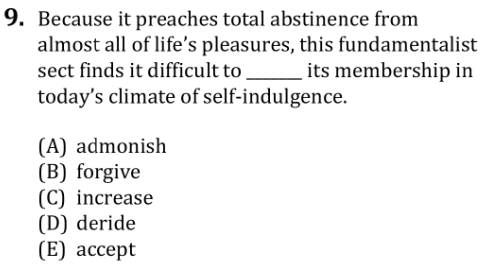 9. Because it preaches total abstinence from
almost all of life's pleasures, this fundamentalist
sect finds it difficult to ______ its membership in
today's climate of self-indulgence.
(A) admonish
(B) forgive
(C) increase
(D) deride
(E) accept